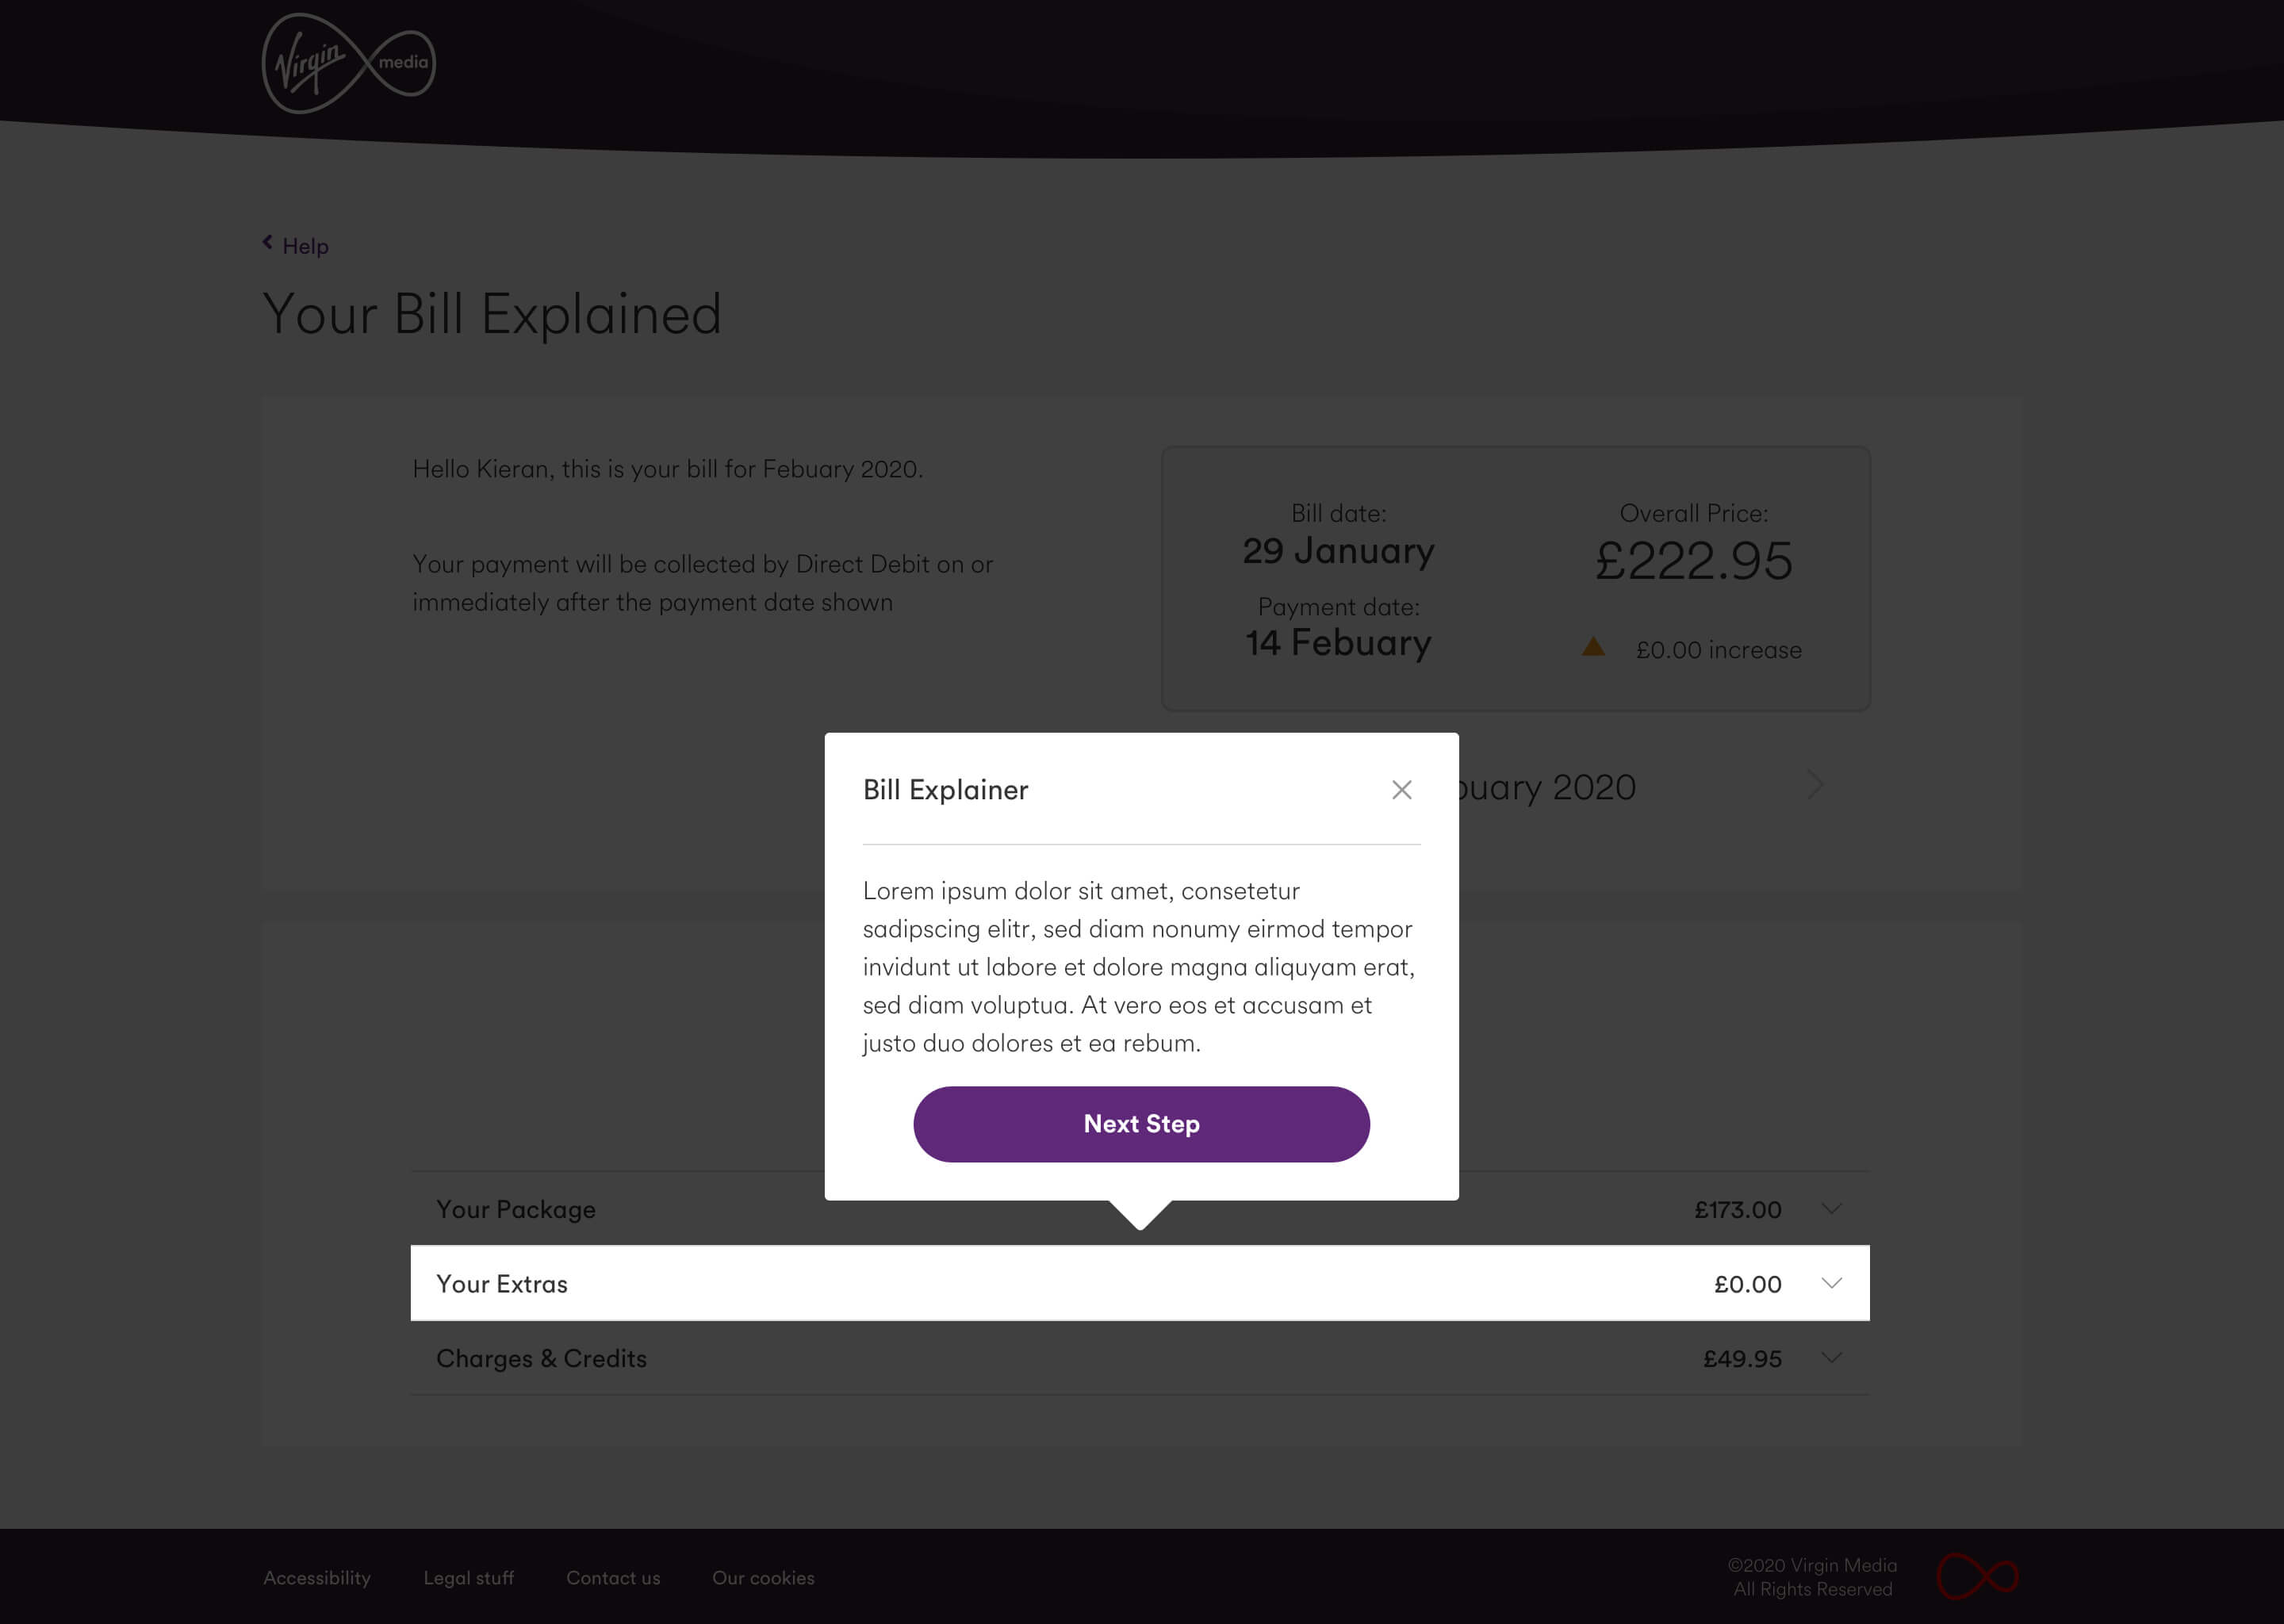 Virgin media
Help
Your Bill Explained
Hello Kieran, this is your bill for Febuary 2020.
Your payment will be collected by Direct Debit on or
immediately after the payment date shown
Bill date:
29 January
Payment date:
14 Febuary
Overall Price:
£222.95
£0.00 increase
buary 2020
Bill Explainer
Lorem ipsum dolor sit amet, consetetur
sadipscing elitr, sed diam nonumy eirmod tempor
invidunt ut labore et dolore magna aliquyam erat,
sed diam voluptua. At vero eos et accusam et
justo duo dolores et ea rebum.
Next Step
Your Package £173.00
Your Extras £0.00
Charges & Credits £49.95
Accessibility Legal stuff Contact us Our cookies
©2020 Virgin Media
All Rights Reserved